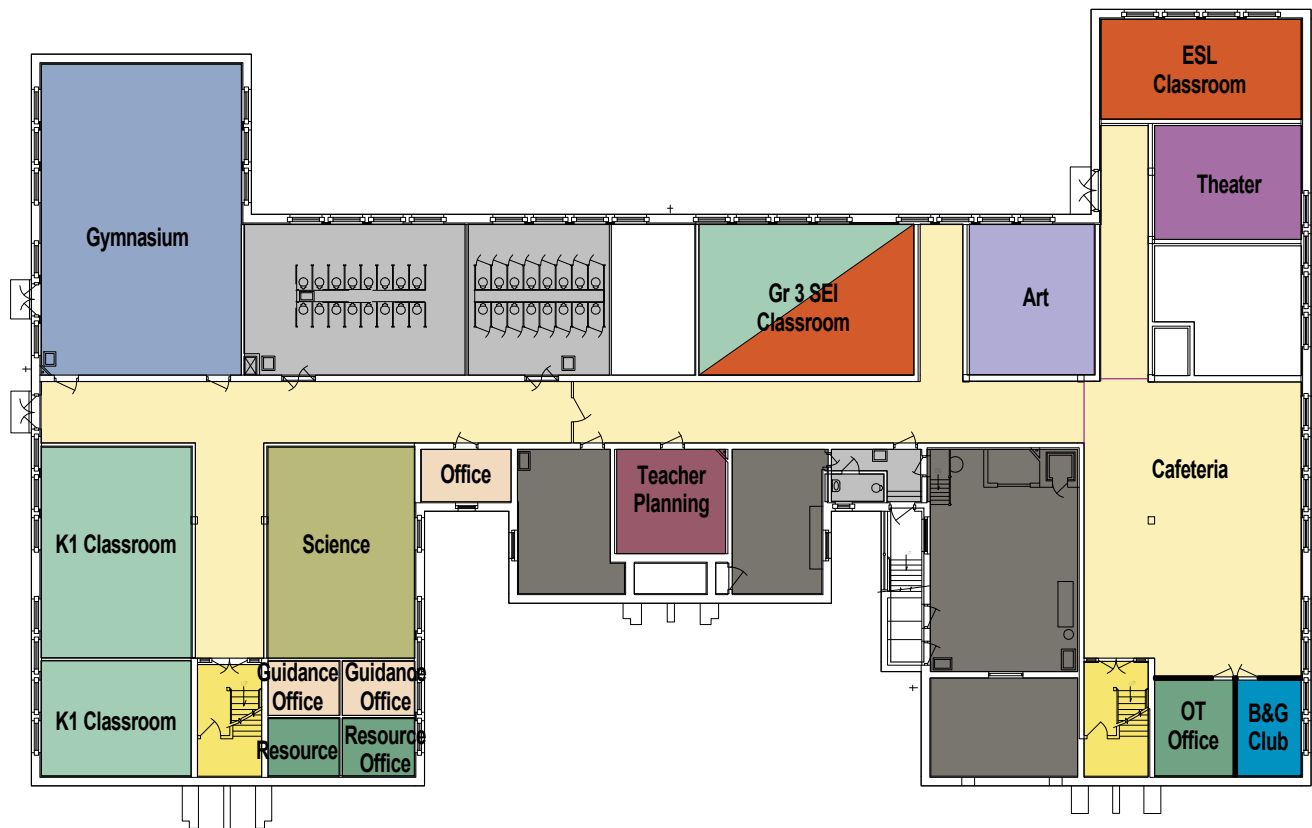 ESL
Classroom
Theater
Gymnasium
Gr 3 SEI
Classroom
Art
Office
Teacher
Planning
Cafeteria
K1 Classroom
Science
Guidance
Office
Guidance
Office
K1 Classroom
Resource
Resource
Office
OT
Office
B&G
Club